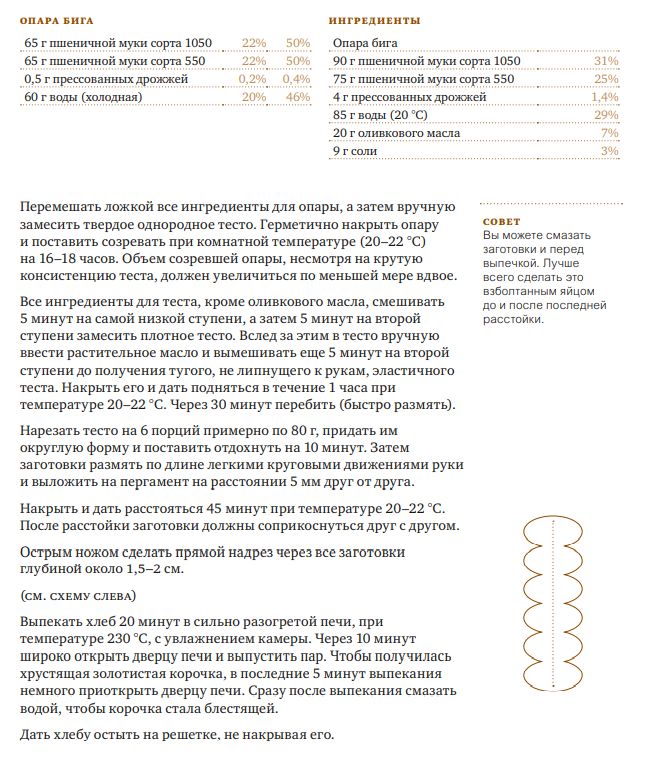 ОПАРА БИГА
65 г пшеничной муки сорта 1050 22% 50%
65 г пшеничной муки сорта 550 22% 50%
0,5 г прессованных дрожжей 0,2% 0,4%
60 г воды (холодная) 20% 46%
ИНГРЕДИЕНТЫ
Опара бига
90 г пшеничной муки сорта 1050 31%
75 г пшеничной муки сорта 550 25%
4 г прессованных дрожжей 1,4%
85 г воды (20 °C) 29%
20 г оливкового масла 7%
9 г соли 3%
Перемешать ложкой все ингредиенты для опары, а затем вручную
замесить твердое однородное тесто. Герметично накрыть опару
и поставить созревать при комнатной температуре (20–22 °C)
на 16–18 часов. Объем созревшей опары, несмотря на крутую
консистенцию теста, должен увеличиться по меньшей мере вдвое.
Все ингредиенты для теста, кроме оливкового масла, смешивать
5 минут на самой низкой ступени, а затем 5 минут на второй
ступени замесить плотное тесто. Вслед за этим в тесто вручную
ввести растительное масло и вымешивать еще 5 минут на второй
ступени до получения тугого, не липнущего к рукам, эластичного
теста. Накрыть его и дать подняться в течение 1 часа при
температуре 20–22 °C. Через 30 минут перебить (быстро размять).
Нарезать тесто на 6 порций примерно по 80 г, придать им
округлую форму и поставить отдохнуть на 10 минут. Затем
заготовки размять по длине легкими круговыми движениями руки
и выложить на пергамент на расстоянии 5 мм друг от друга.
Накрыть и дать расстояться 45 минут при температуре 20–22 °C.
После расстойки заготовки должны соприкоснуться друг с другом.
Острым ножом сделать прямой надрез через все заготовки
глубиной около 1,5–2 см.
(СМ. СХЕМУ СЛЕВА)
Выпекать хлеб 20 минут в сильно разогретой печи, при
температуре 230 °C, с увлажнением камеры. Через 10 минут
широко открыть дверцу печи и выпустить пар. Чтобы получилась
хрустящая золотистая корочка, в последние 5 минут выпекания
немного приоткрыть дверцу печи. Сразу после выпекания смазать
водой, чтобы корочка стала блестящей.
Дать хлебу остыть на решетке, не накрывая его.
СОВЕТ
Вы можете смазать
заготовки и перед
выпечкой. Лучше
всего сделать это
взболтанным яйцом
до и после последней
расстойки.